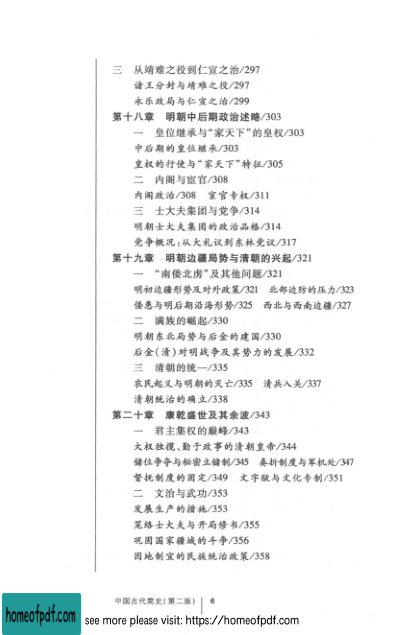 三　从靖难之役到仁宣之治/297
诸王分封与靖难之役/297
永乐政局与仁宣之治/299
第十八章　明朝中后期政治述略/303
一　皇位继承与“家天下”的皇权/303
中后期的皇位继承/303
皇权的行使与“家天下”特征/305
二　内阁与宦官/308
内阁政治/308　宦官专权/311
三　士大夫集团与党争/314
明朝士大夫集团的政治品格/314
党争概况：从大礼议到东林党议/317
第十九章　明朝边疆局势与清朝的兴起/321
一　“南倭北虏”及其他问题/321
明初边疆形势及对外政策/321　北部边防的压力/323
倭患与明后期沿海形势/325　西北与西南边疆/327
二　满族的崛起/330
明朝东北局势与后金的建国/330
后金(清)对明战争及其势力的发展/332
三　清朝的统一/335
农民起义与明朝的灭亡/335　清兵入关/337
清朝统治的确立/338
第二十章　康乾盛世及其余波/343
一　君主集权的巅峰/343
大权独揽、勤于政事的清朝皇帝/344
储位争夺与秘密立储制/345　奏折制度与军机处/347
督抚制度的固定/349　文字狱与文化专制/351
二　文治与武功/353
发展生产的措施/353
笼络士大夫与开局修书/355
巩固国家疆域的斗争/356
因地制宜的民族统治政策/358
中国古代简史(第二版)　6
homeofpdf.com
see more please visit: https://homeofpdf.com